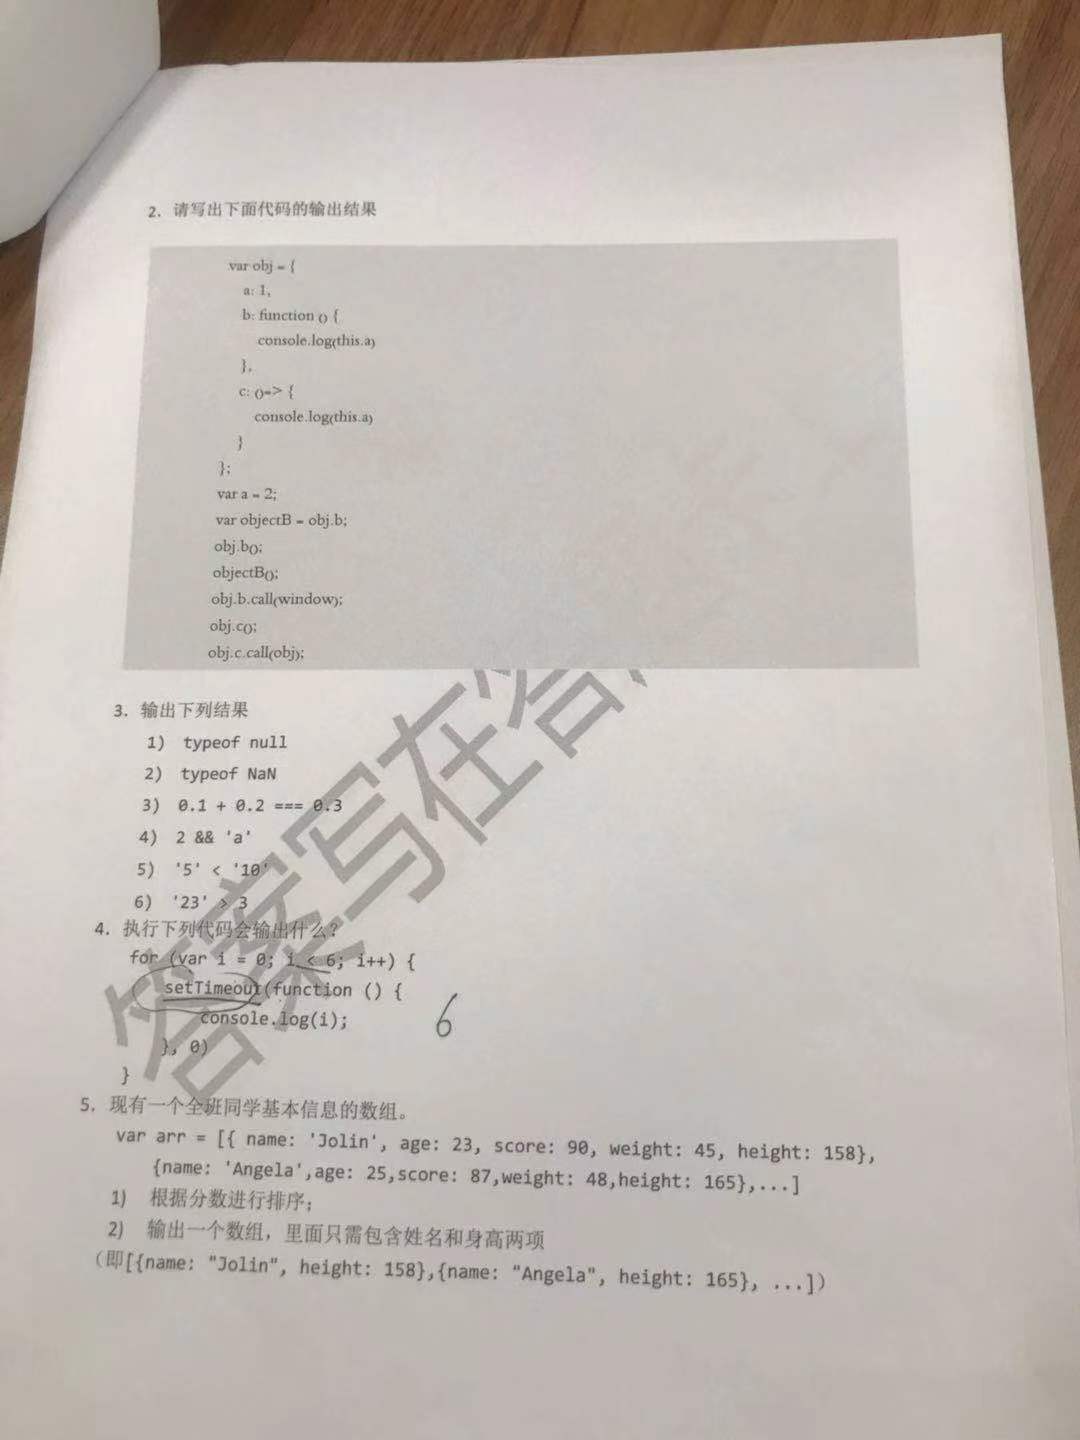 2. 请写出下面代码的输出结果
var obj = {
a: 1,
b: function () {
console.log(this.a)
},
c: ()=> {
console.log(this.a)
}
};
var a = 2;
var objectB = obj.b;
obj.b();
objectB();
obj.b.call(window);
obj.c();
obj.c.call(obj);
3. 输出下列结果
1) typeof null
2) typeof NaN
3) 0.1 + 0.2 === 0.3
4) 2 && 'a'
5) '5' < '10'
6) '23' > 3
4. 执行下列代码会输出什么？
for (var i = 0; i < 6; i++) {
setTimeout(function () {
console.log(i);
}, 0)
}
6
5. 现有一个全班同学基本信息的数组。
var arr = [{ name: 'Jolin', age: 23, score: 90, weight: 45, height: 158},
{name: 'Angela',age: 25,score: 87,weight: 48,height: 165},...]
1) 根据分数进行排序；
2) 输出一个数组，里面只需包含姓名和身高两项
（即[{name: "Jolin", height: 158},{name: "Angela", height: 165}, ...]）
答案写在答